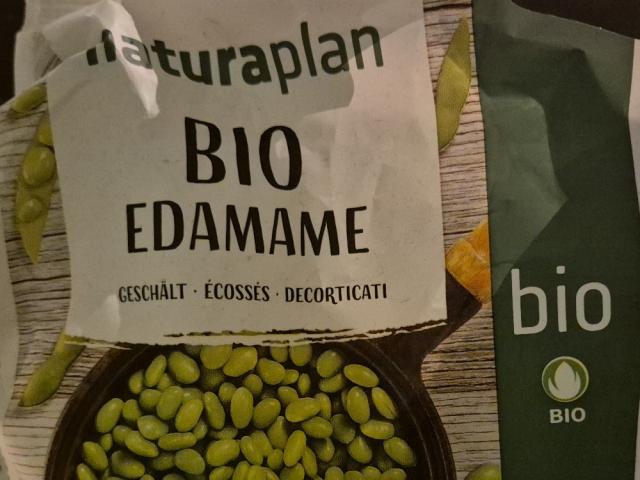 naturaplan
BIO
EDAMAME
GESCHÄLT · ÉCOSSÉS · DECORTICATI
bio
BIO